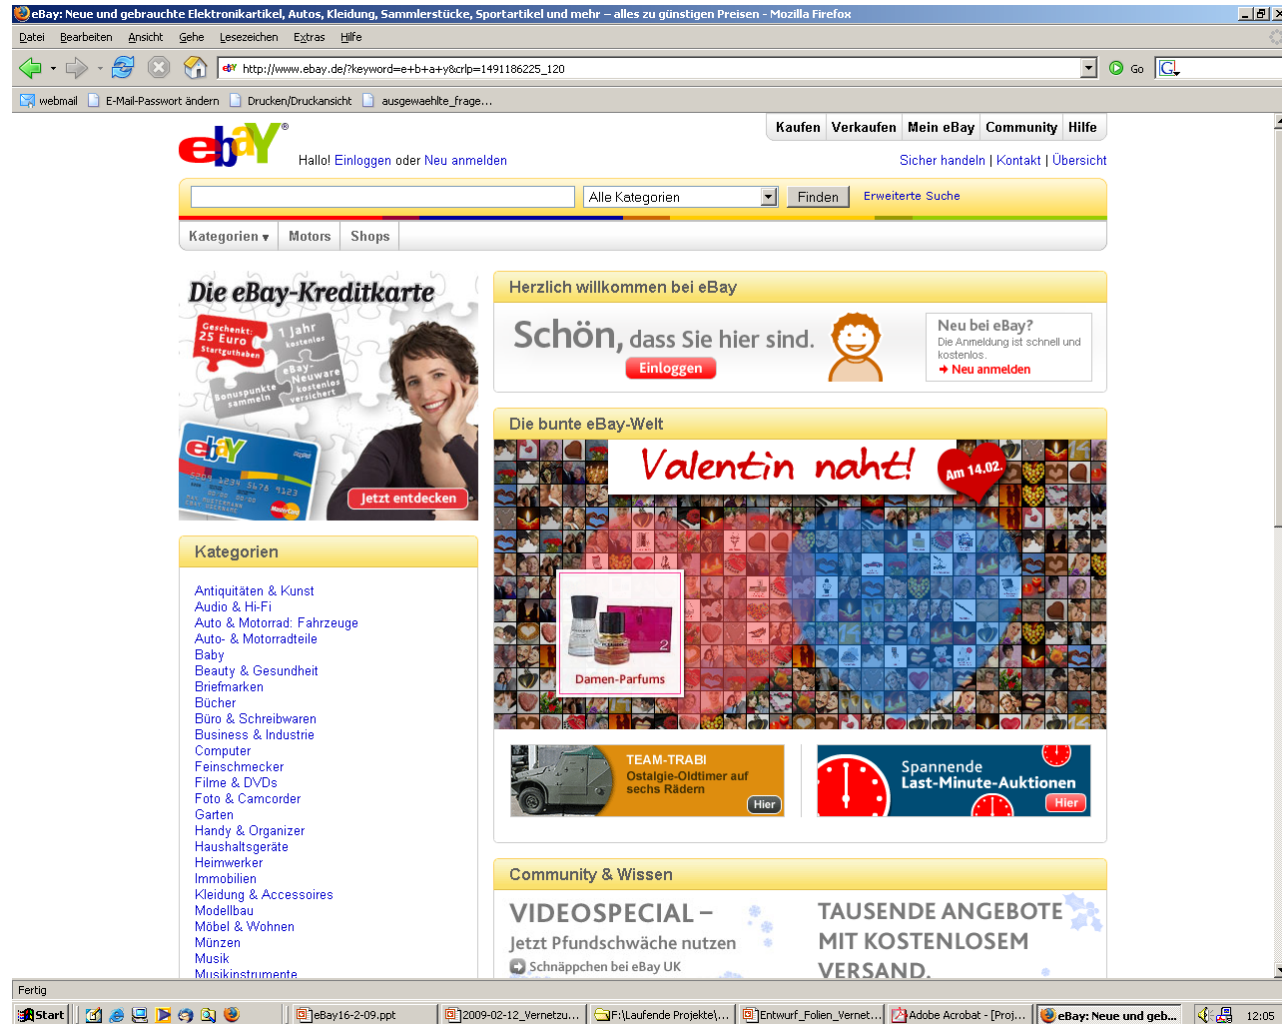 eBay: Neue und gebrauchte Elektronikartikel, Autos, Kleidung, Sammlerstücke, Sportartikel und mehr – alles zu günstigen Preisen - Mozilla Firefox
Datei Bearbeiten Ansicht Gehe Lesezeichen Extras Hilfe
http://www.ebay.de/?keyword=e+b+a+y&crlp=1491186225_120
Go
webmail E-Mail-Passwort ändern Drucken/Druckansicht ausgewaehlte_frage...
ebaY®
Kaufen Verkaufen Mein eBay Community Hilfe
Hallo! Einloggen oder Neu anmelden
Sicher handeln | Kontakt | Übersicht
Alle Kategorien
Finden
Erweiterte Suche
Kategorien Motors Shops
Die eBay-Kreditkarte
Geschenkt:
25 Euro
Startguthaben
1 Jahr
kostenlos
Bonuspunkte
sammeln
eBay-
Neuware
kostenlos
versichert
ebaY
5678 9123
MasterCard
Jetzt entdecken
Herzlich willkommen bei eBay
Schön, dass Sie hier sind.
Einloggen
Neu bei eBay?
Die Anmeldung ist schnell und
kostenlos.
Neu anmelden
Die bunte eBay-Welt
Valentin naht!
Am 14.02.
2
Damen-Parfums
TEAM-TRABI
Ostalgie-Oldtimer auf
sechs Rädern
Hier
Spannende
Last-Minute-Auktionen
Hier
Kategorien
Antiquitäten & Kunst
Audio & Hi-Fi
Auto & Motorrad: Fahrzeuge
Auto- & Motorradteile
Baby
Beauty & Gesundheit
Briefmarken
Bücher
Büro & Schreibwaren
Business & Industrie
Computer
Feinschmecker
Filme & DVDs
Foto & Camcorder
Garten
Handy & Organizer
Haushaltsgeräte
Heimwerker
Immobilien
Kleidung & Accessoires
Modellbau
Möbel & Wohnen
Münzen
Musik
Musikinstrumente
Community & Wissen
VIDEOSPECIAL –
Jetzt Pfundschwäche nutzen
Schnäppchen bei eBay UK
TAUSENDE ANGEBOTE
MIT KOSTENLOSEM
VERSAND.
Fertig
Start
eBay16-2-09.ppt
2009-02-12_Vernetzu...
F:\Laufende Projekte\...
Entwurf_Folien_Vernet...
Adobe Acrobat - [Proj...
eBay: Neue und geb...
12:05